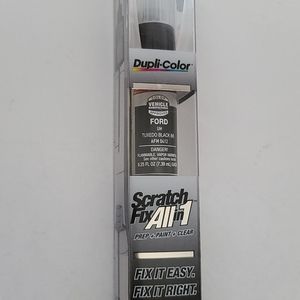 Dupli-Color
VEHICLE
FORD
UH
TUXEDO BLACK (M)
AFM 0413
DANGER!
Scratch
Fix All in 1
PREP + PAINT + CLEAR
FIX IT EASY.
FIX IT RIGHT.